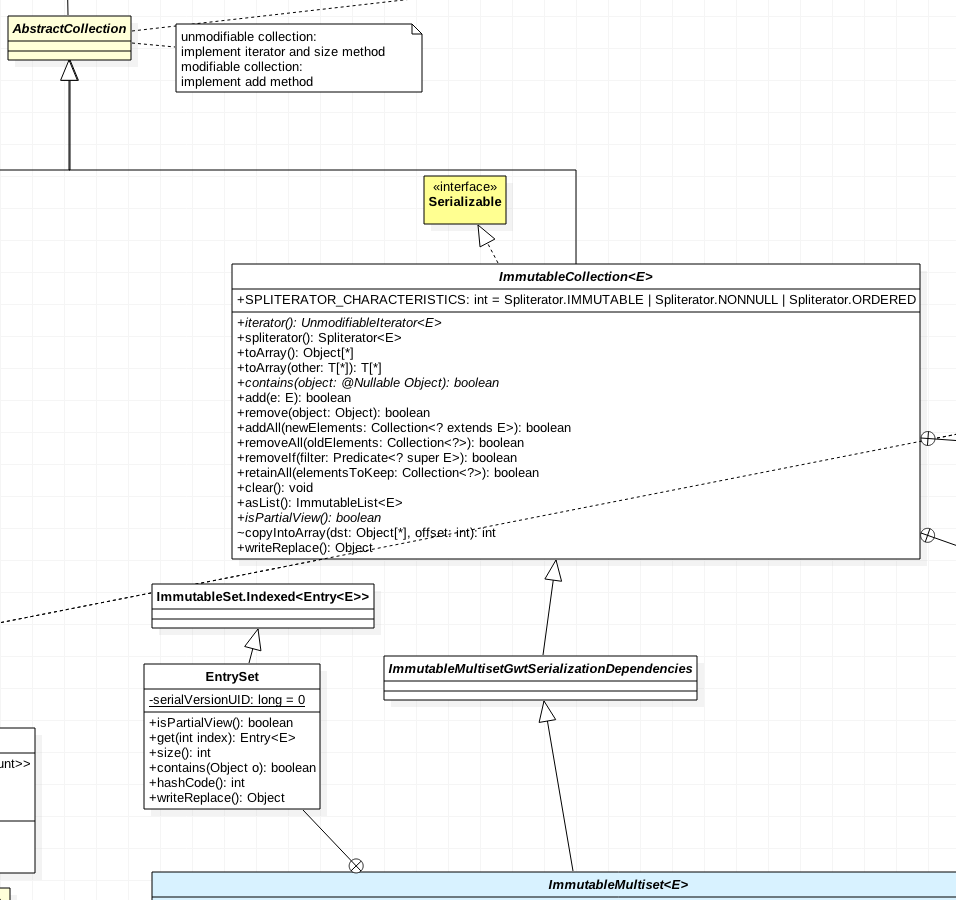 AbstractCollection
unmodifiable collection:
implement iterator and size method
modifiable collection:
implement add method
«interface»
Serializable
ImmutableCollection<E>
+SPLITERATOR_CHARACTERISTICS: int = Spliterator.IMMUTABLE | Spliterator.NONNULL | Spliterator.ORDERED
+iterator(): UnmodifiableIterator<E>
+spliterator(): Spliterator<E>
+toArray(): Object[*]
+toArray(other: T[*]): T[*]
+contains(object: @Nullable Object): boolean
+add(e: E): boolean
+remove(object: Object): boolean
+addAll(newElements: Collection<? extends E>): boolean
+removeAll(oldElements: Collection<?>): boolean
+removeIf(filter: Predicate<? super E>): boolean
+retainAll(elementsToKeep: Collection<?>): boolean
+clear(): void
+asList(): ImmutableList<E>
+isPartialView(): boolean
~copyIntoArray(dst: Object[*], offset: int): int
+writeReplace(): Object
ImmutableSet.Indexed<Entry<E>>
EntrySet
-serialVersionUID: long = 0
+isPartialView(): boolean
+get(int index): Entry<E>
+size(): int
+contains(Object o): boolean
+hashCode(): int
+writeReplace(): Object
ImmutableMultisetGwtSerializationDependencies
unt>>
ImmutableMultiset<E>